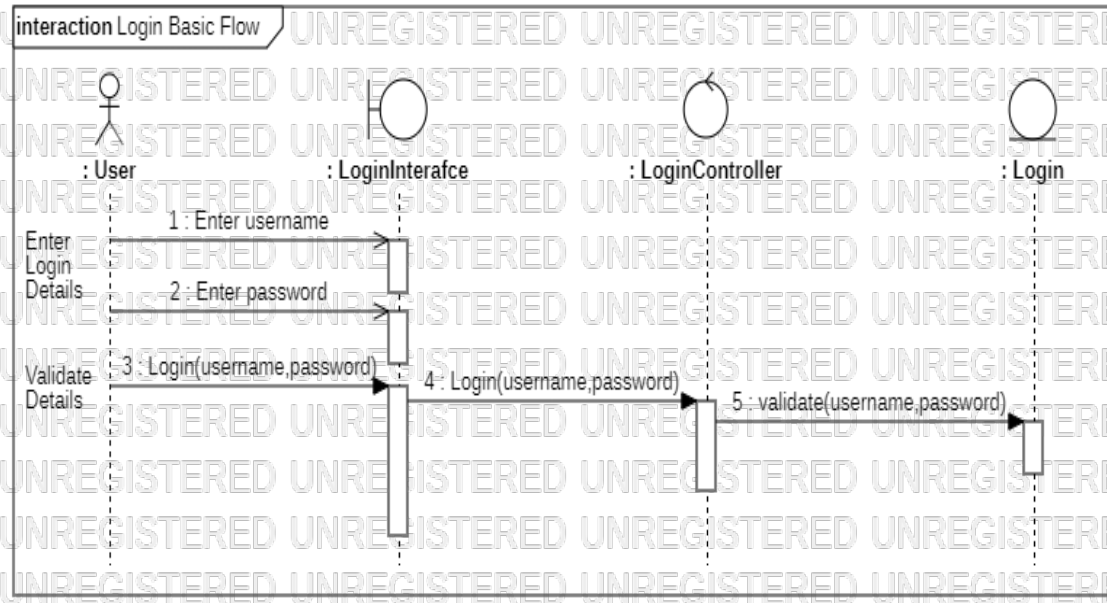 interaction Login Basic Flow
: User
: LoginInterafce
: LoginController
: Login
1 : Enter username
Enter
Login
Details
2 : Enter password
3 : Login(username,password)
Validate
Details
4 : Login(username,password)
5 : validate(username,password)
UNREGISTERED UNREGISTERED UNREGISTERED UNREGISTERED